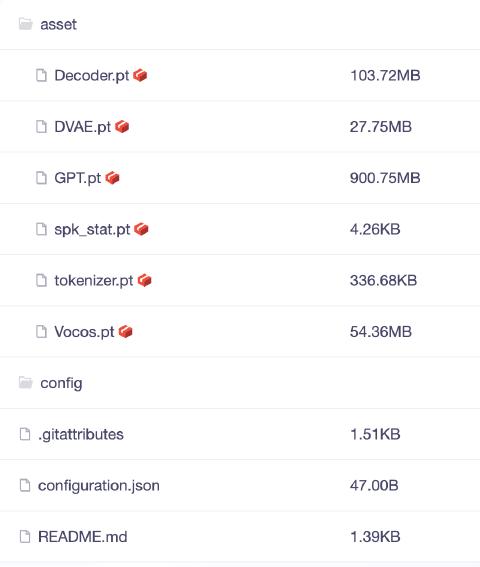 asset
Decoder.pt 103.72MB
DVAE.pt 27.75MB
GPT.pt 900.75MB
spk_stat.pt 4.26KB
tokenizer.pt 336.68KB
Vocos.pt 54.36MB
config
.gitattributes 1.51KB
configuration.json 47.00B
README.md 1.39KB